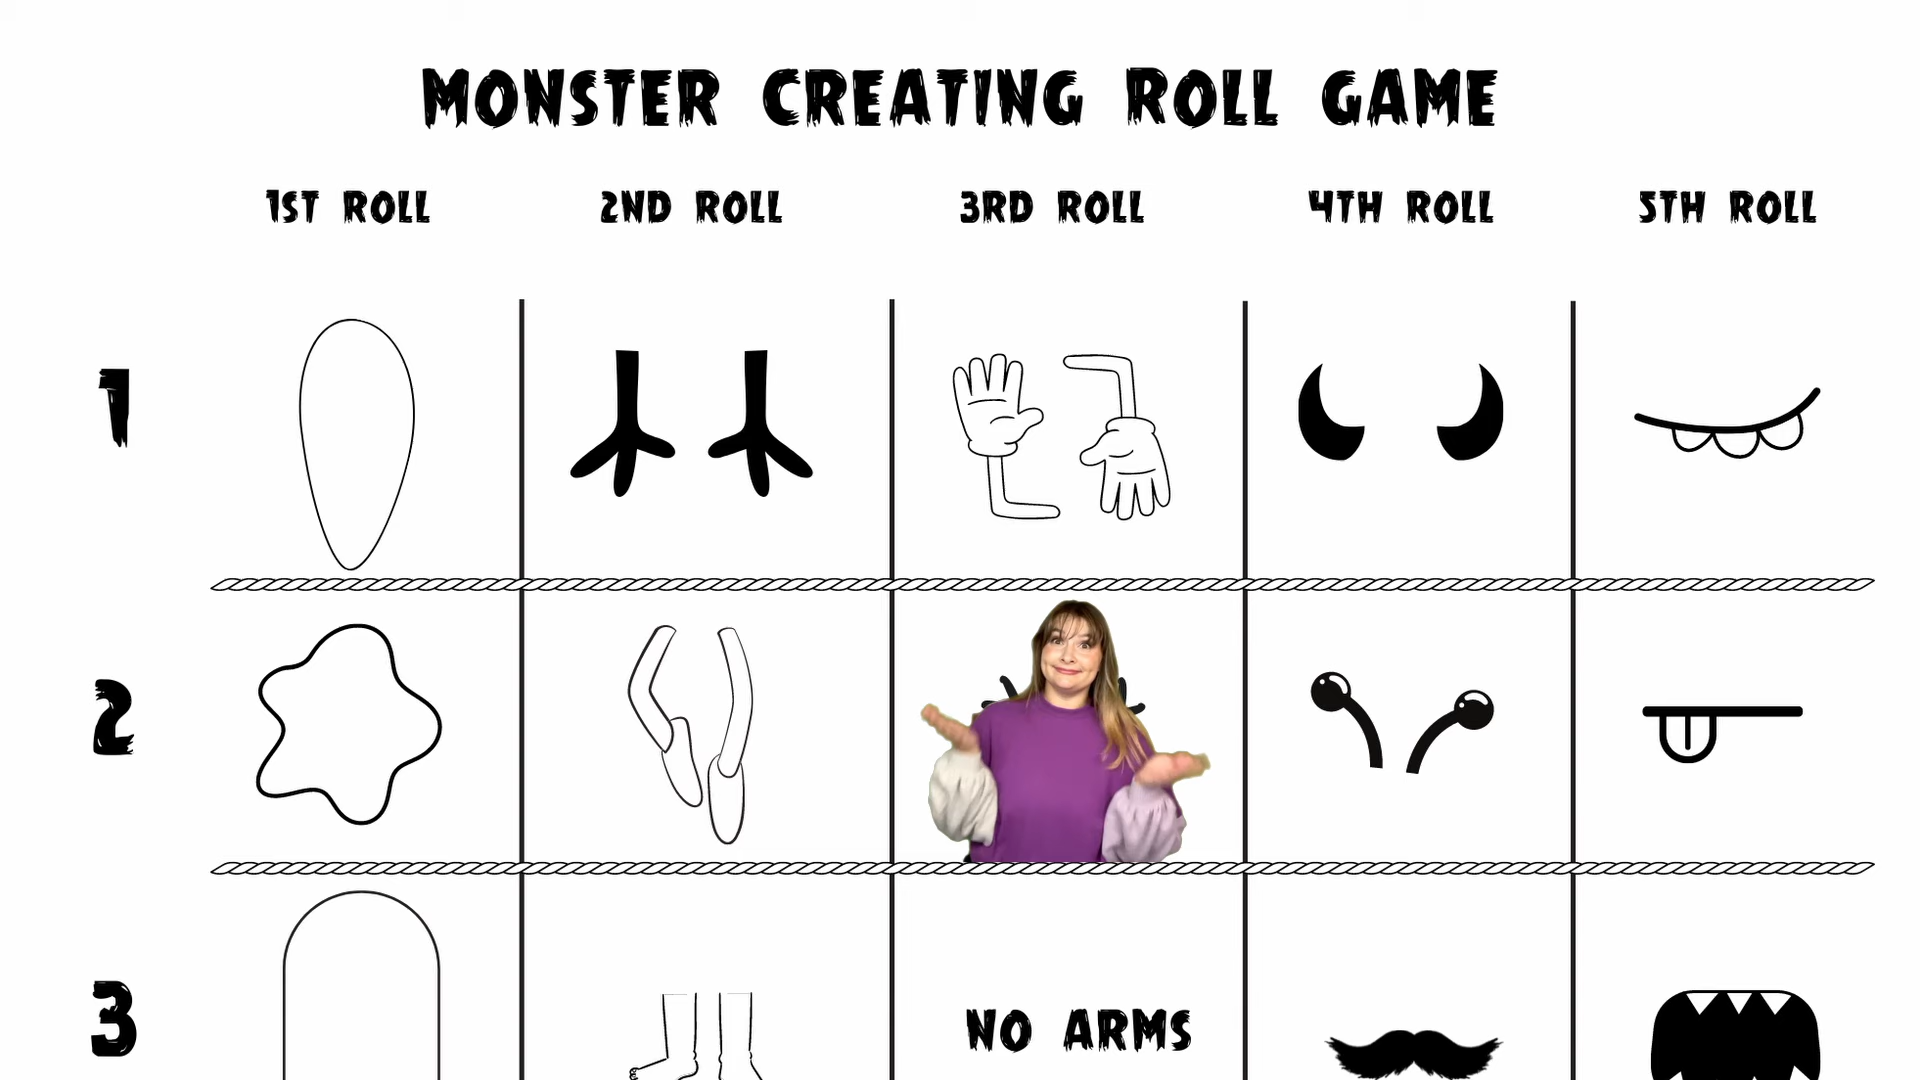 MONSTER CREATING ROLL GAME
1ST ROLL 2ND ROLL 3RD ROLL 4TH ROLL 5TH ROLL
1
2
3
NO ARMS